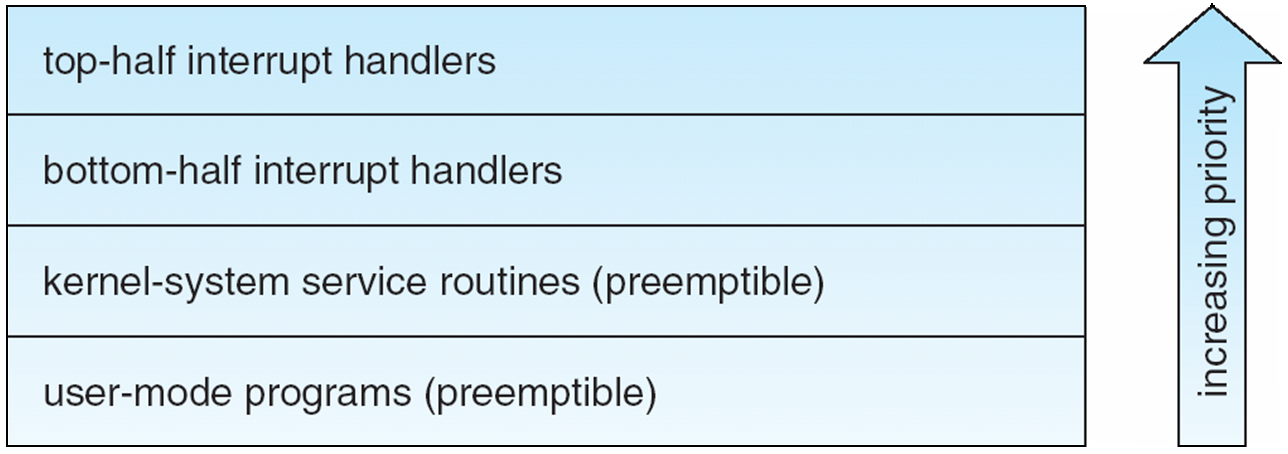 top-half interrupt handlers
bottom-half interrupt handlers
kernel-system service routines (preemptible)
user-mode programs (preemptible)
increasing priority